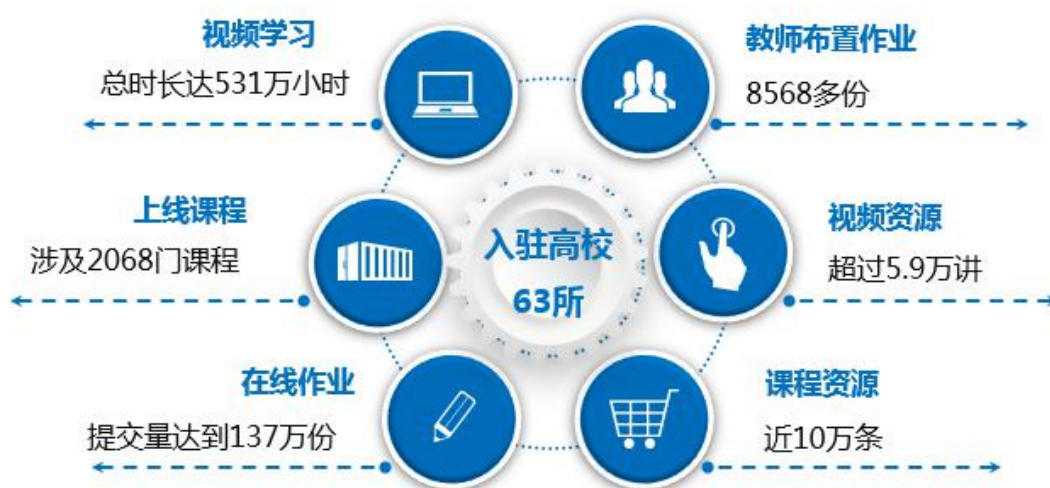 视频学习
总时长达531万小时
教师布置作业
8568多份
上线课程
涉及2068门课程
入驻高校
63所
视频资源
超过5.9万讲
在线作业
提交量达到137万份
课程资源
近10万条